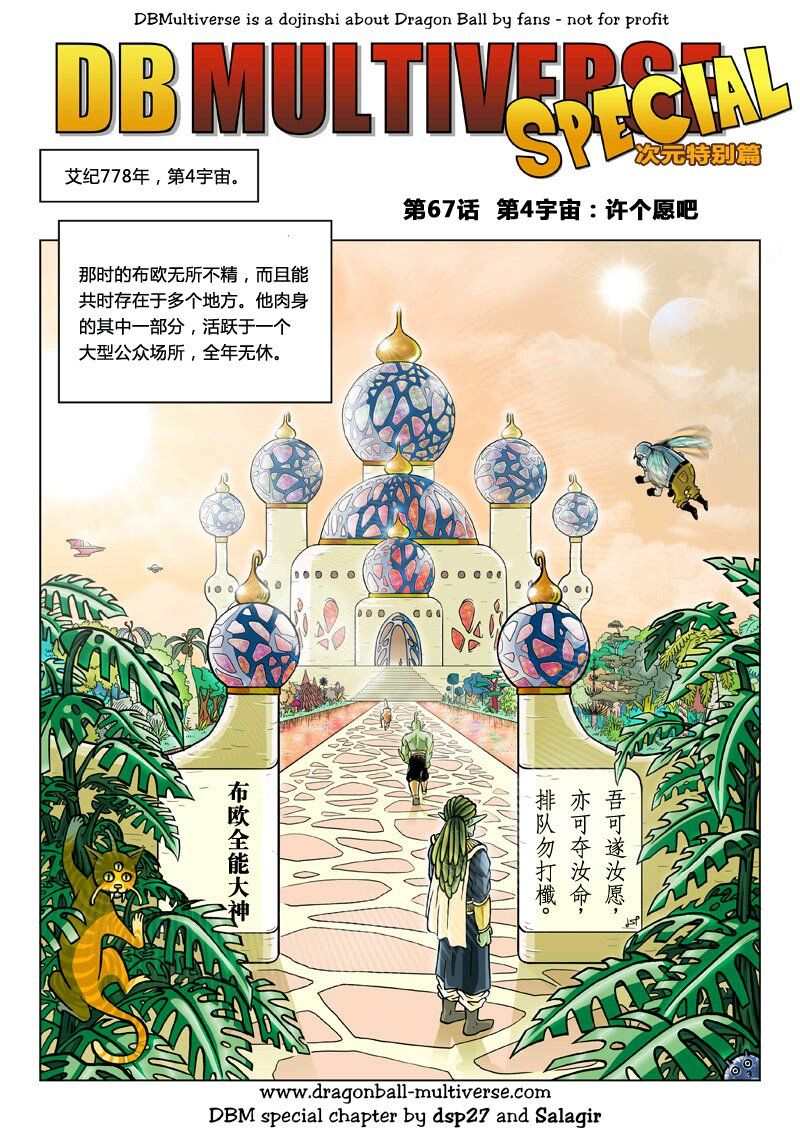 DBMultiverse is a dojinshi about Dragon Ball by fans - not for profit
DB MULTIVERSE
SPECIAL
次元特别篇
艾纪778年，第4宇宙。
第67话 第4宇宙：许个愿吧
那时的布欧无所不精，而且能
共时存在于多个地方。他肉身
的其中一部分，活跃于一个
大型公众场所，全年无休。
布欧全能大神
吾可遂汝愿，
亦可夺汝命，
排队勿打檵。
dSP
www.dragonball-multiverse.com
DBM special chapter by dsp27 and Salagir